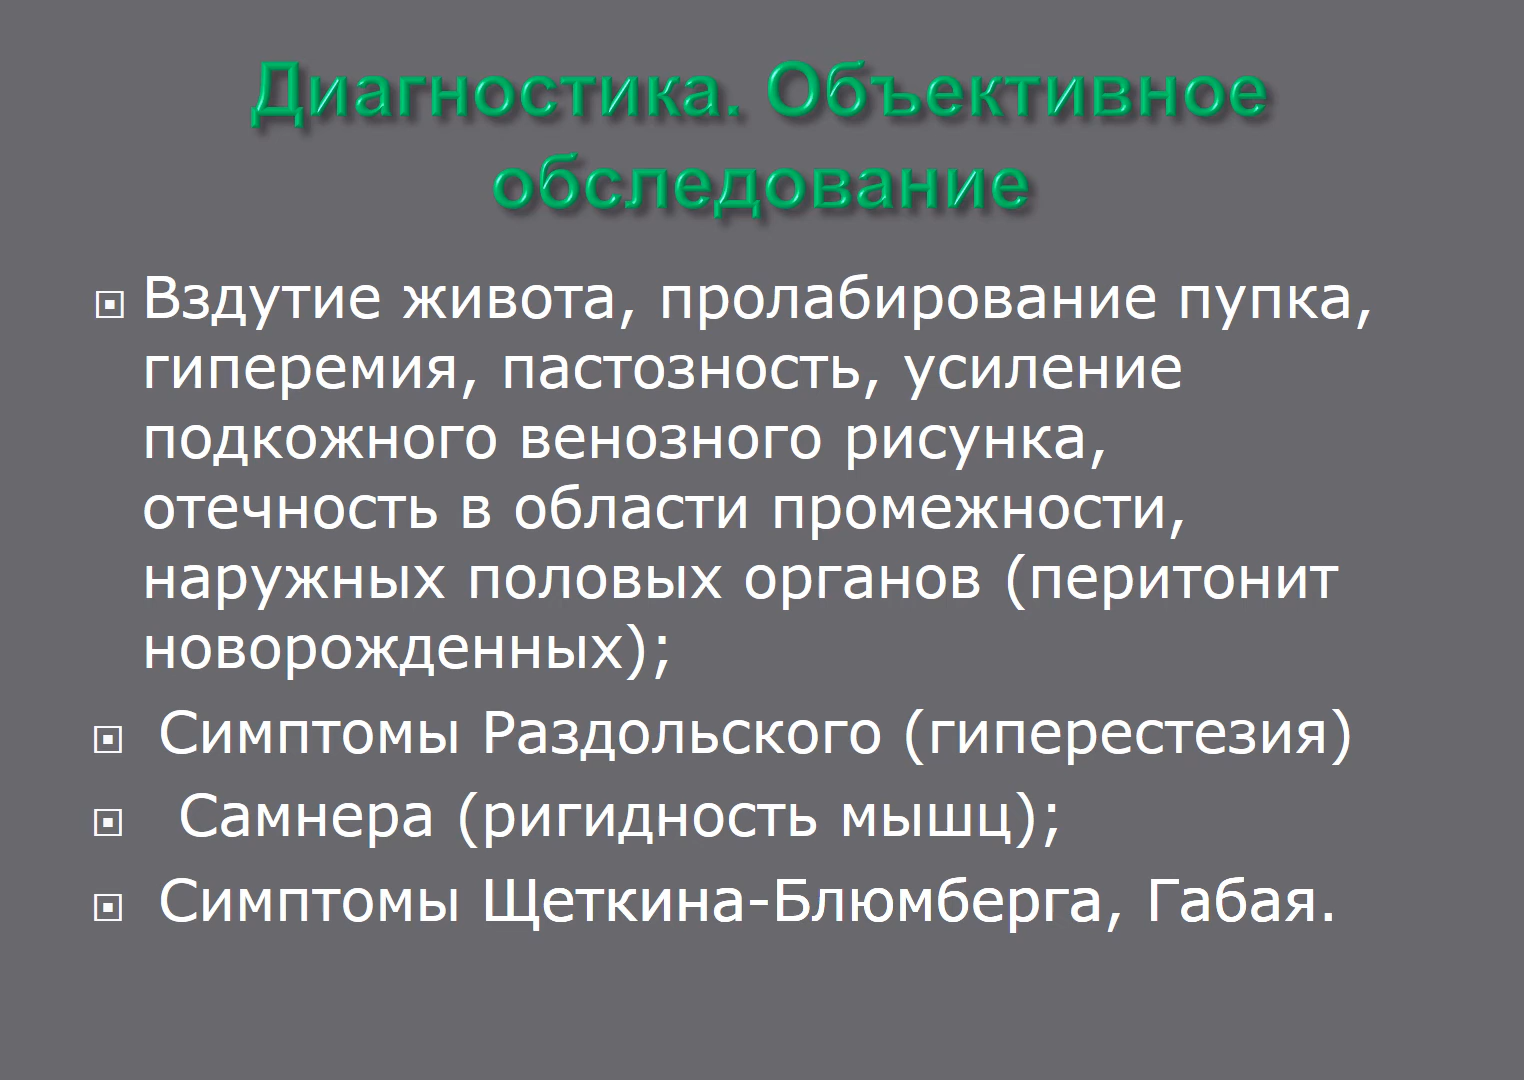 Диагностика. Объективное
обследование
Вздутие живота, пролабирование пупка,
гиперемия, пастозность, усиление
подкожного венозного рисунка,
отечность в области промежности,
наружных половых органов (перитонит
новорожденных);
Симптомы Раздольского (гиперестезия)
Самнера (ригидность мышц);
Симптомы Щеткина-Блюмберга, Габая.